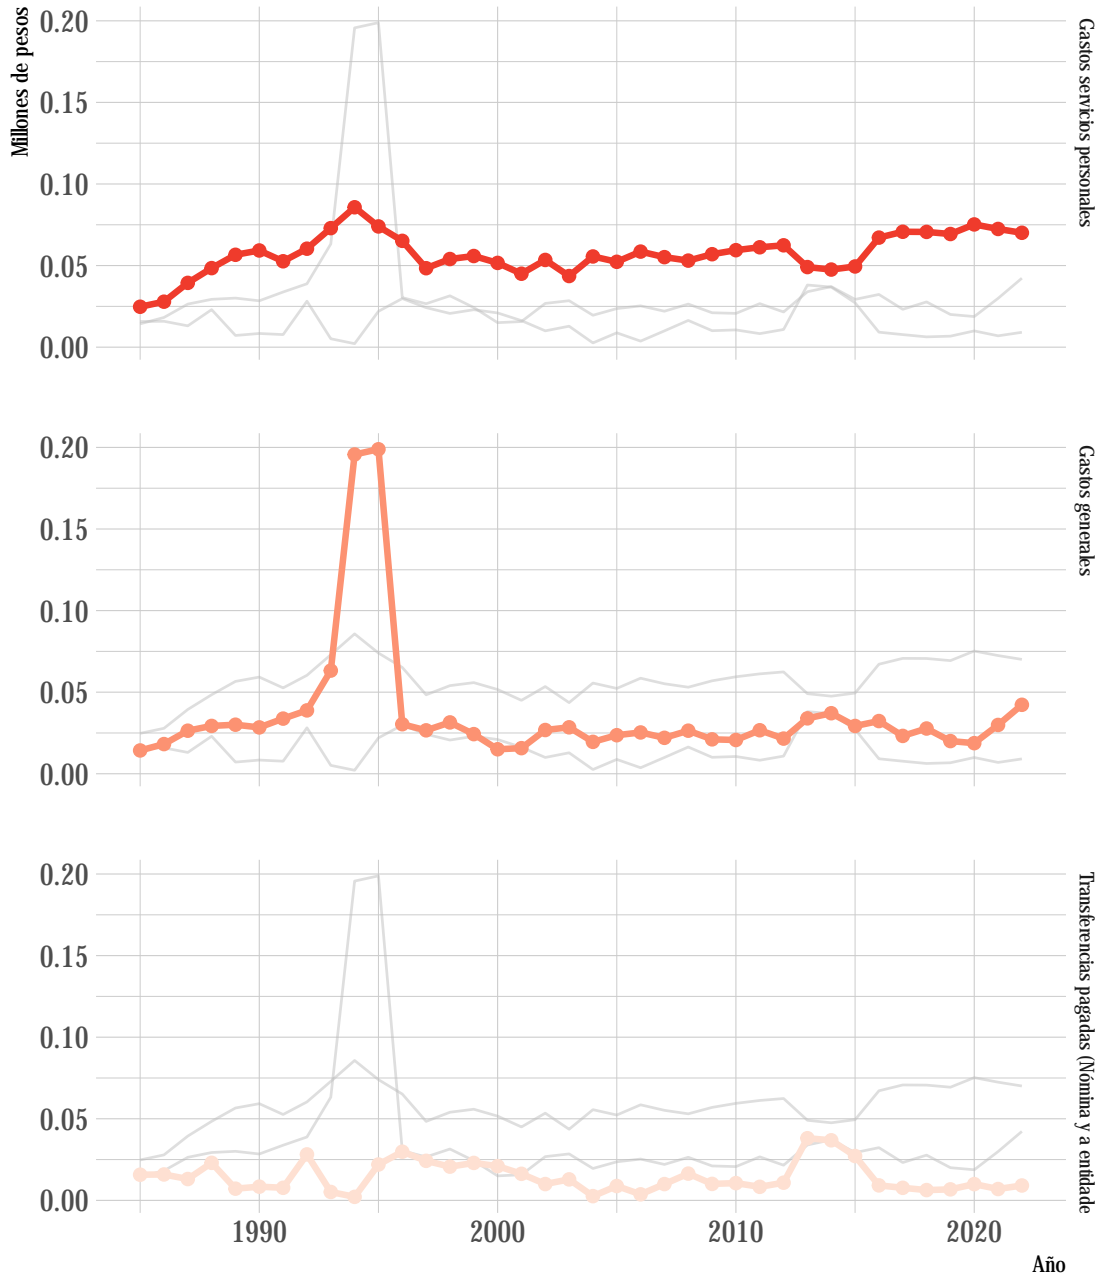 Millones de pesos
0.20
0.15
0.10
0.05
0.00
Gastos servicios personales
0.20
0.15
0.10
0.05
0.00
Gastos generales
0.20
0.15
0.10
0.05
0.00
Transferencias pagadas (Nómina y a entidade
1990 2000 2010 2020
Año